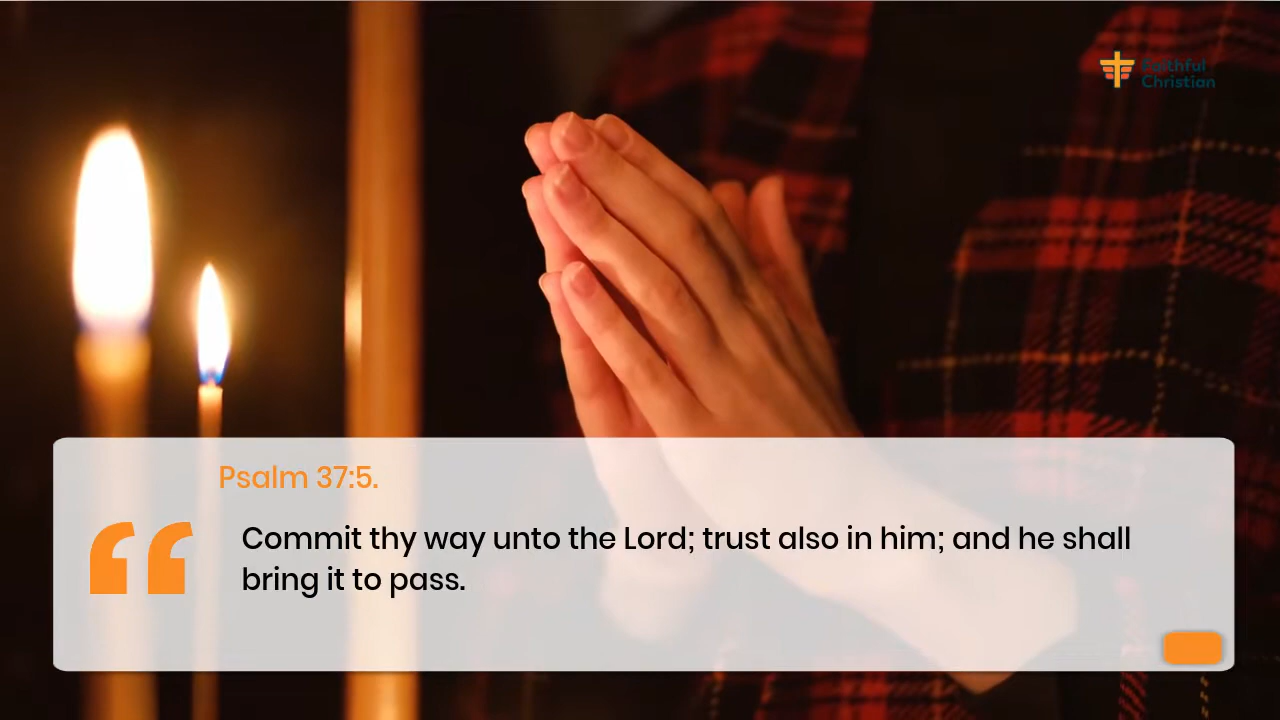 Faithful
Christian
Psalm 37:5.
Commit thy way unto the Lord; trust also in him; and he shall
bring it to pass.